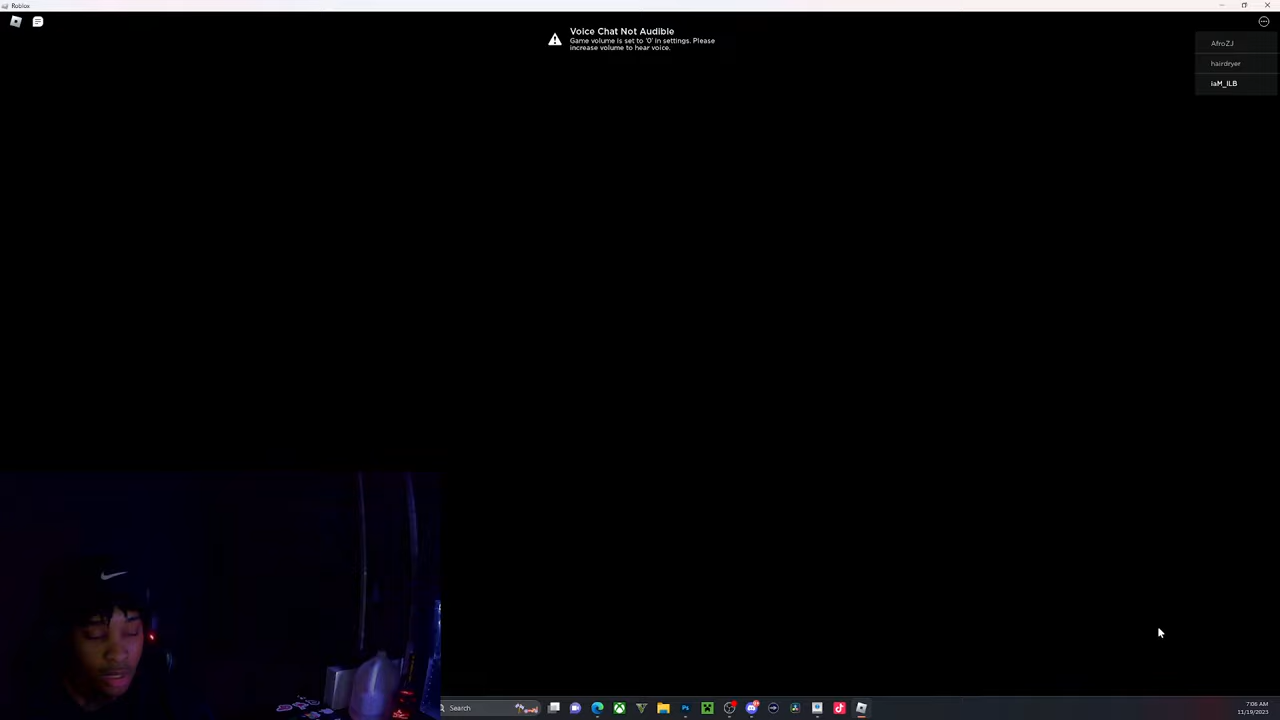 Roblox
Voice Chat Not Audible
Game volume is set to '0' in settings. Please
increase volume to hear voice.
AfroZJ
hairdryer
iaM_ILB
Search
7:06 AM
11/19/2023